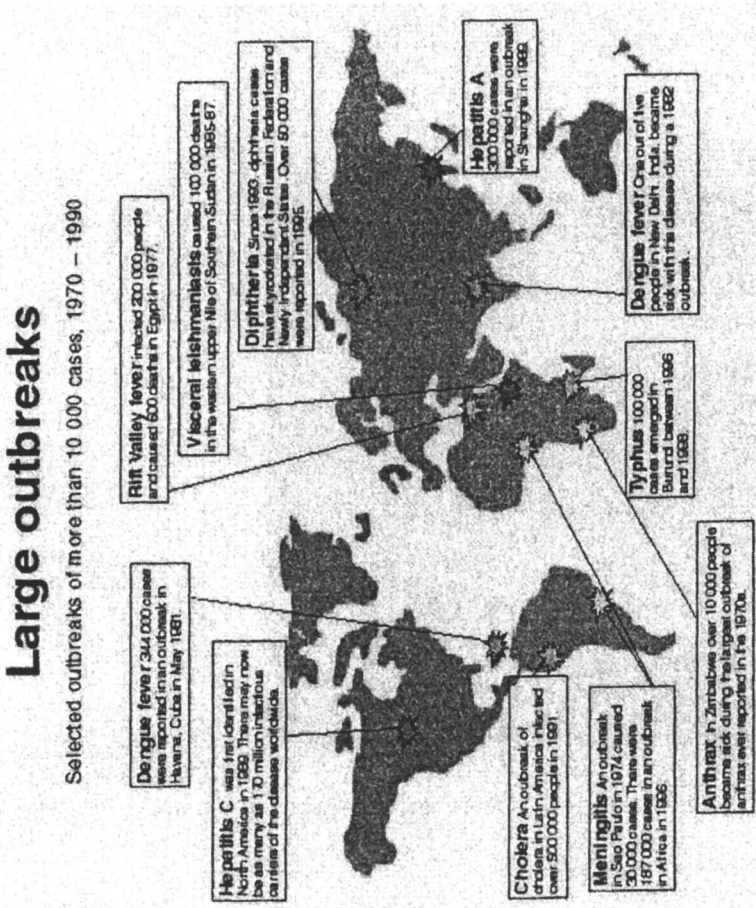 Large outbreaks
Selected outbreaks of more than 10 000 cases, 1970 – 1990
Dengue fever 344 000 cases
were reported in an outbreak in
Havana, Cuba in May 1981.
Hepatitis C was first identified in
North America in 1989. There may now
be as many as 170 million infectious
carriers of the disease worldwide.
Cholera An outbreak of
cholera in Latin America infected
over 500 000 people in 1991.
Meningitis An outbreak
in Sao Paulo in 1974 caused
30 000 cases. There were
187 000 cases in an outbreak
in Africa in 1996.
Anthrax In Zimbabwe over 10 000 people
became sick during the largest outbreak of
anthrax ever reported in the 1970s.
Rift Valley fever infected 200 000 people
and caused 600 deaths in Egypt in 1977.
Visceral leishmaniasis caused 100 000 deaths
in the western upper Nile of Southern Sudan in 1985-87.
Diphtheria Since 1993, diphtheria cases
have skyrocketed in the Russian Federation and
Newly Independent States. Over 50 000 cases
were reported in 1995.
Hepatitis A
300 000 cases were
reported in an outbreak
in Shanghai in 1989.
Dengue fever One out of five
people in New Delhi, India, became
sick with this disease during a 1982
outbreak.
Typhus 100 000
cases emerged in
Burundi between 1996
and 1998.